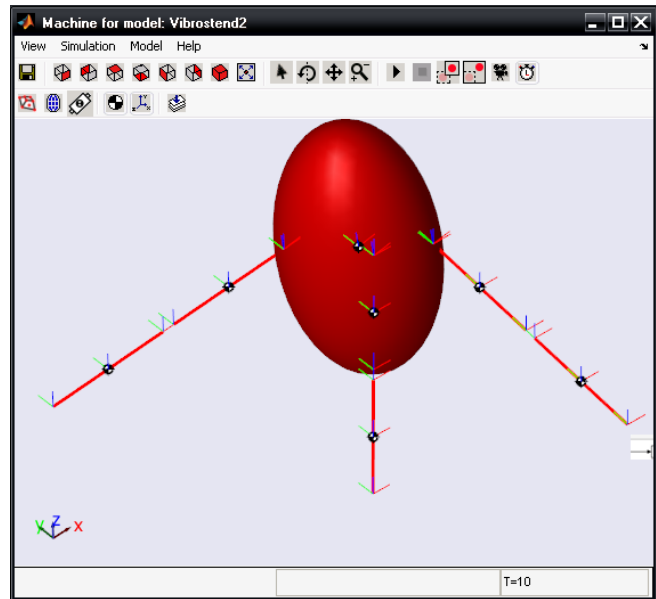 Machine for model: Vibrostend2
View Simulation Model Help
Y Z X
T=10